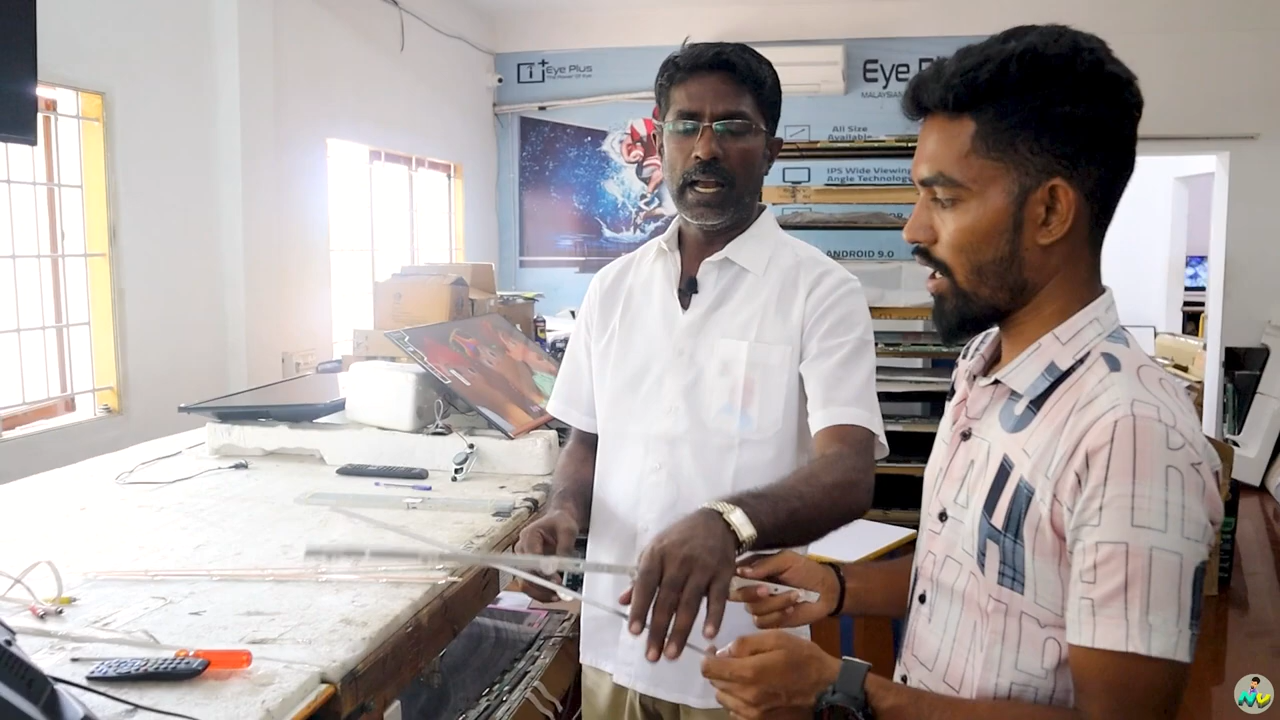 Eye Plus
The Power Of Eye
Eye
MALAYSIAN
All Size
Available
IPS Wide Viewing
Angle Technology
ANDROID 9.0